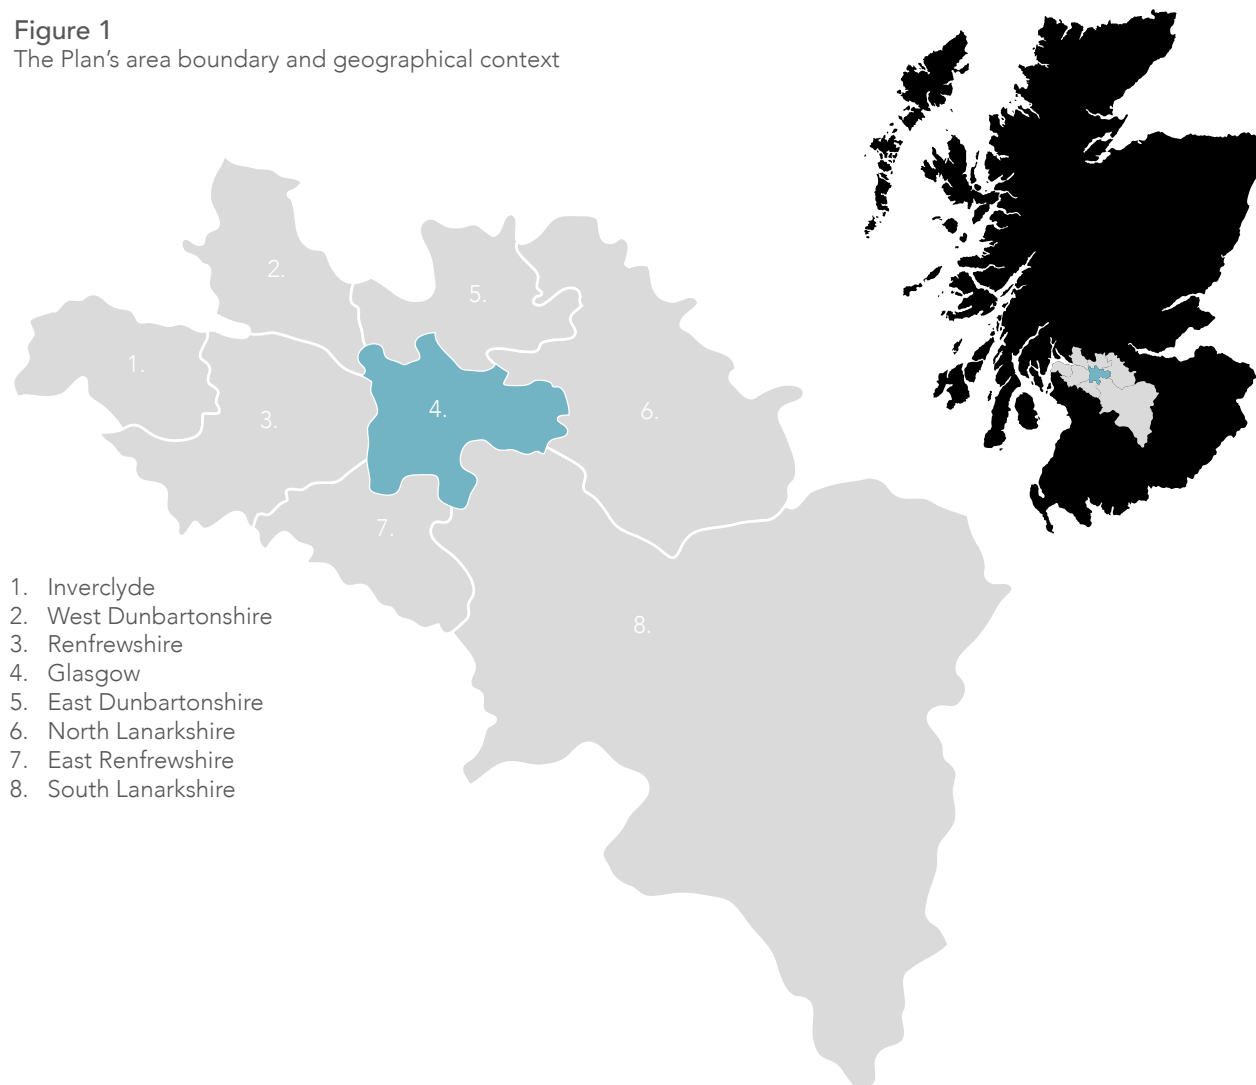 Figure 1
The Plan’s area boundary and geographical context
2.
5.
1.
4.
6.
3.
7.
8.
1. Inverclyde
2. West Dunbartonshire
3. Renfrewshire
4. Glasgow
5. East Dunbartonshire
6. North Lanarkshire
7. East Renfrewshire
8. South Lanarkshire